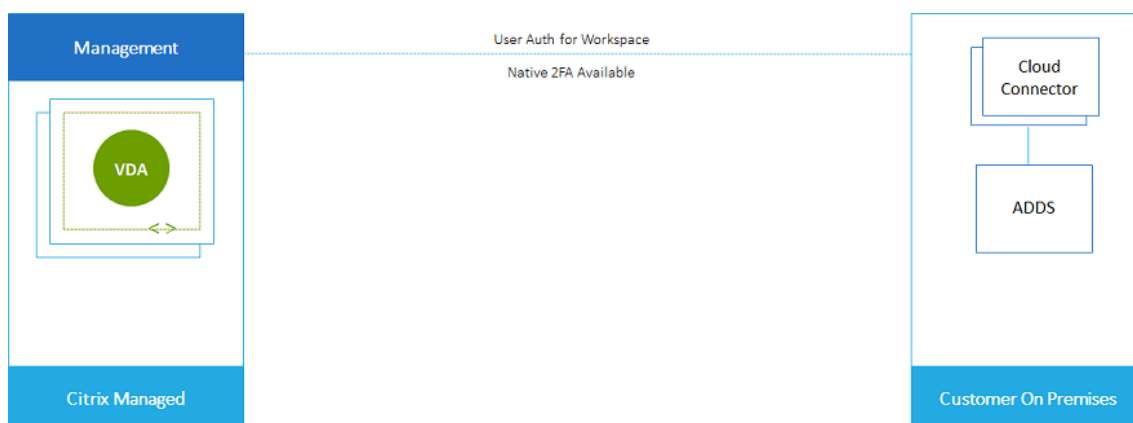 Management
VDA
Citrix Managed
User Auth for Workspace
Native 2FA Available
Cloud
Connector
ADDS
Customer On Premises